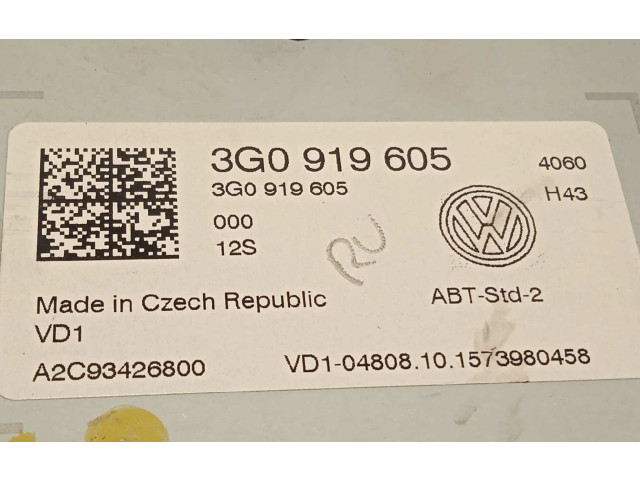 3G0 919 605
4060
3G0 919 605
H43
000
12S
RU
Made in Czech Republic
ABT-Std-2
VD1
A2C93426800
VD1-04808.10.1573980458